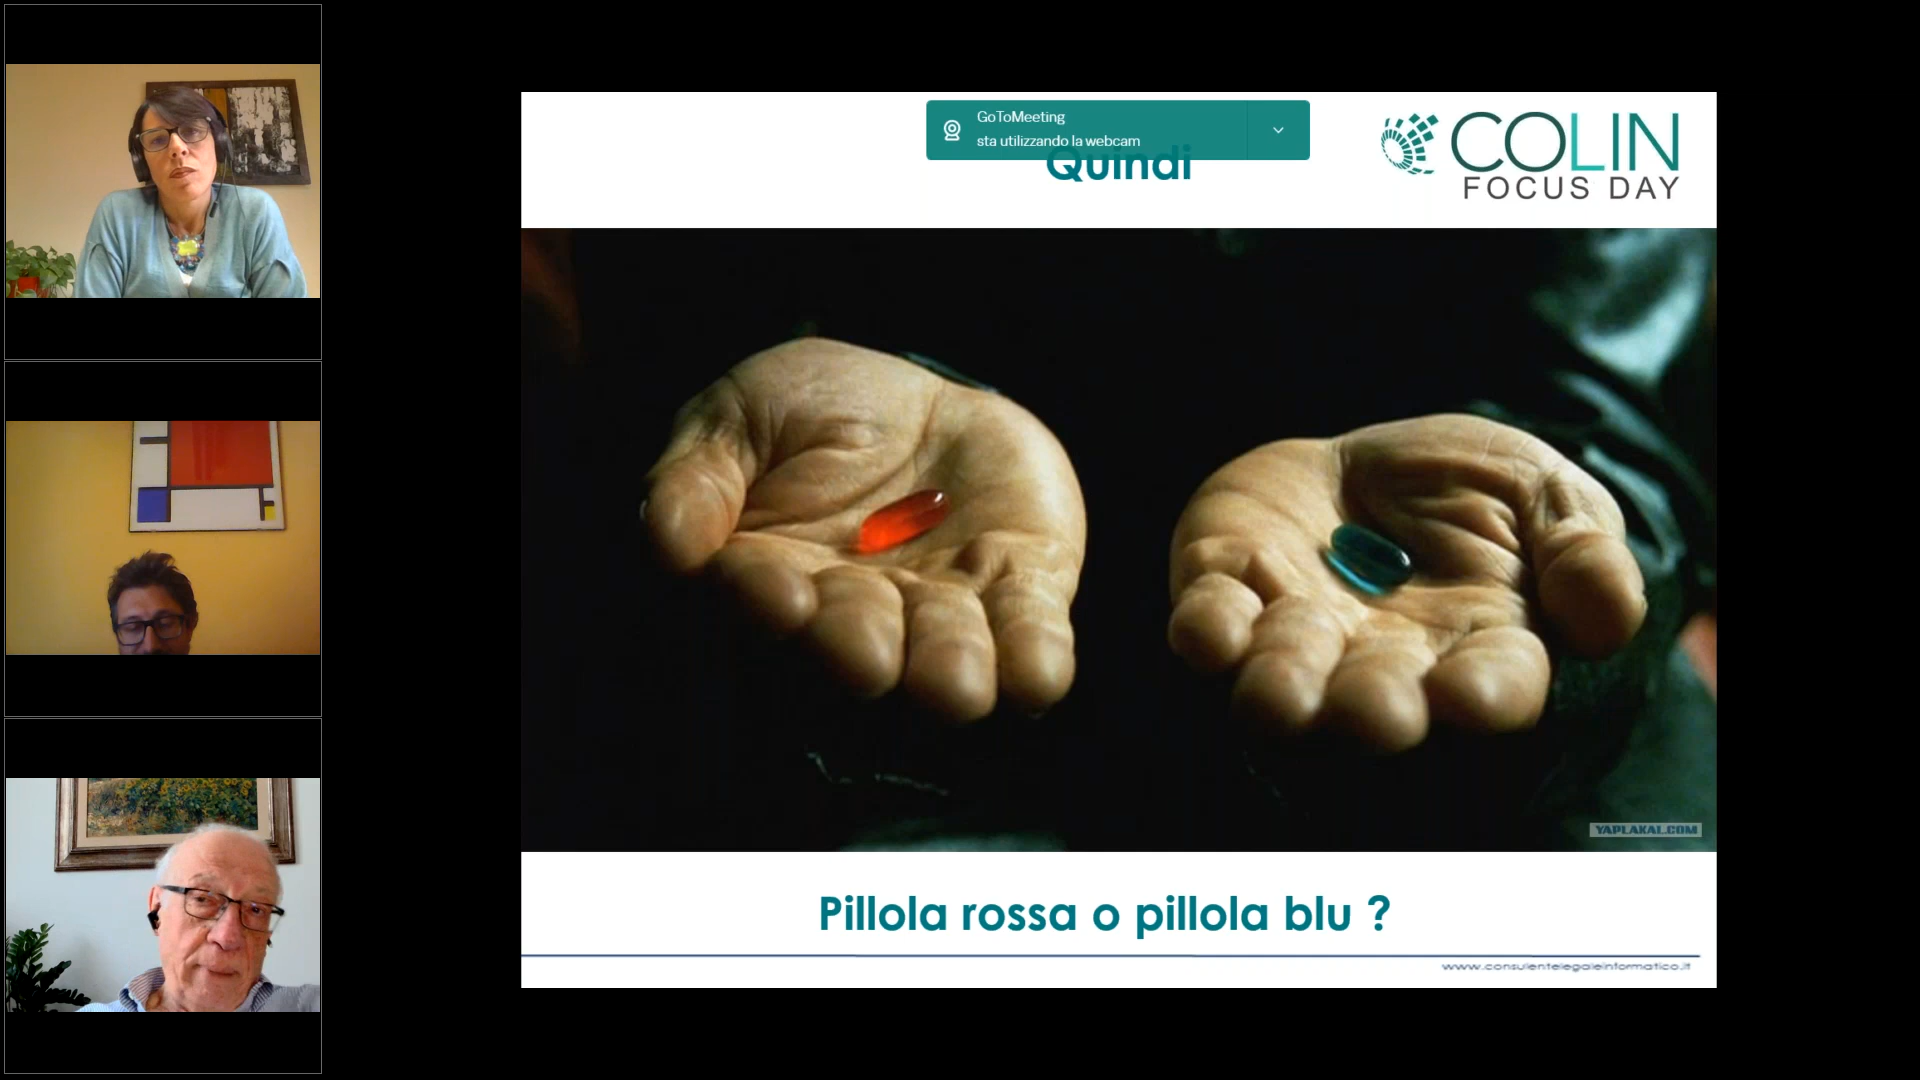 GoToMeeting
sta utilizzando la webcam
Quindi
COLIN
FOCUS DAY
YAPLAKAL.COM
Pillola rossa o pillola blu ?
www.consulentelegaleinformatico.it